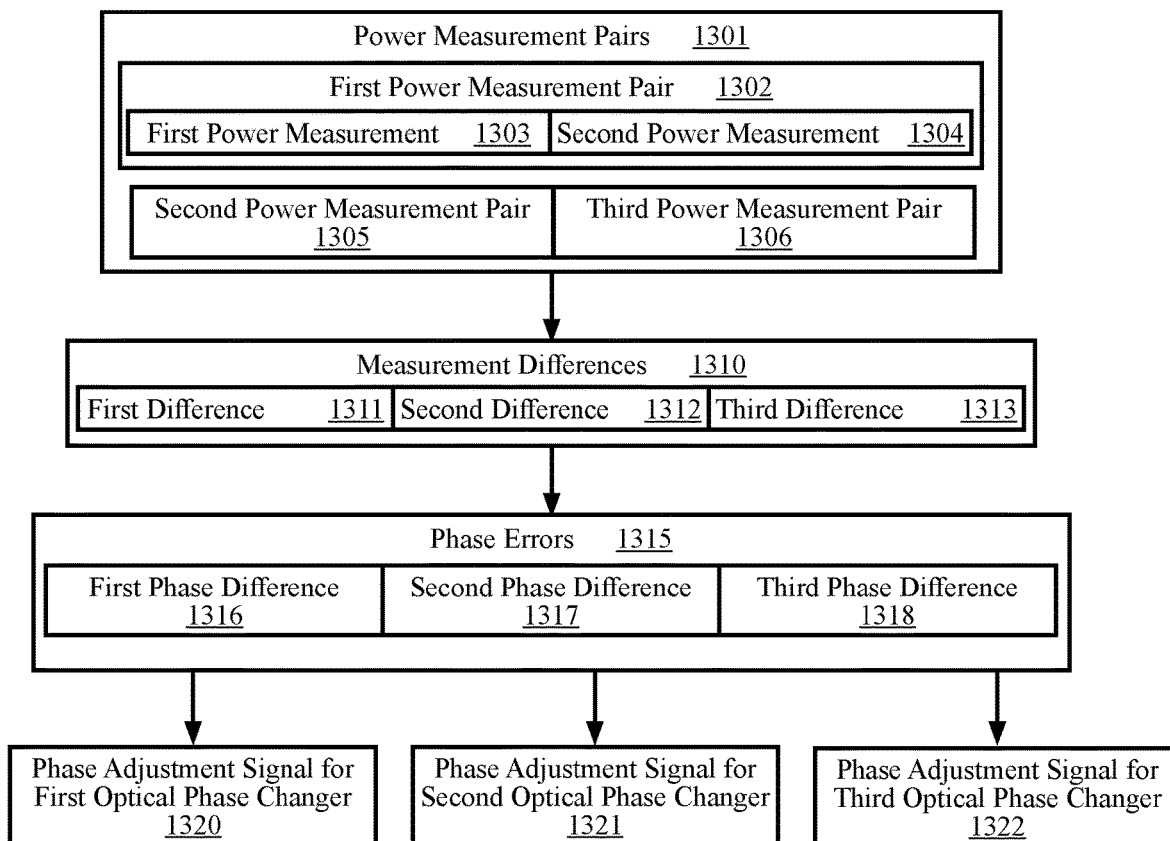 Power Measurement Pairs 1301
First Power Measurement Pair 1302
First Power Measurement 1303 Second Power Measurement 1304
Second Power Measurement Pair
1305
Third Power Measurement Pair
1306
Measurement Differences 1310
First Difference 1311 Second Difference 1312 Third Difference 1313
Phase Errors 1315
First Phase Difference
1316
Second Phase Difference
1317
Third Phase Difference
1318
Phase Adjustment Signal for
First Optical Phase Changer
1320
Phase Adjustment Signal for
Second Optical Phase Changer
1321
Phase Adjustment Signal for
Third Optical Phase Changer
1322